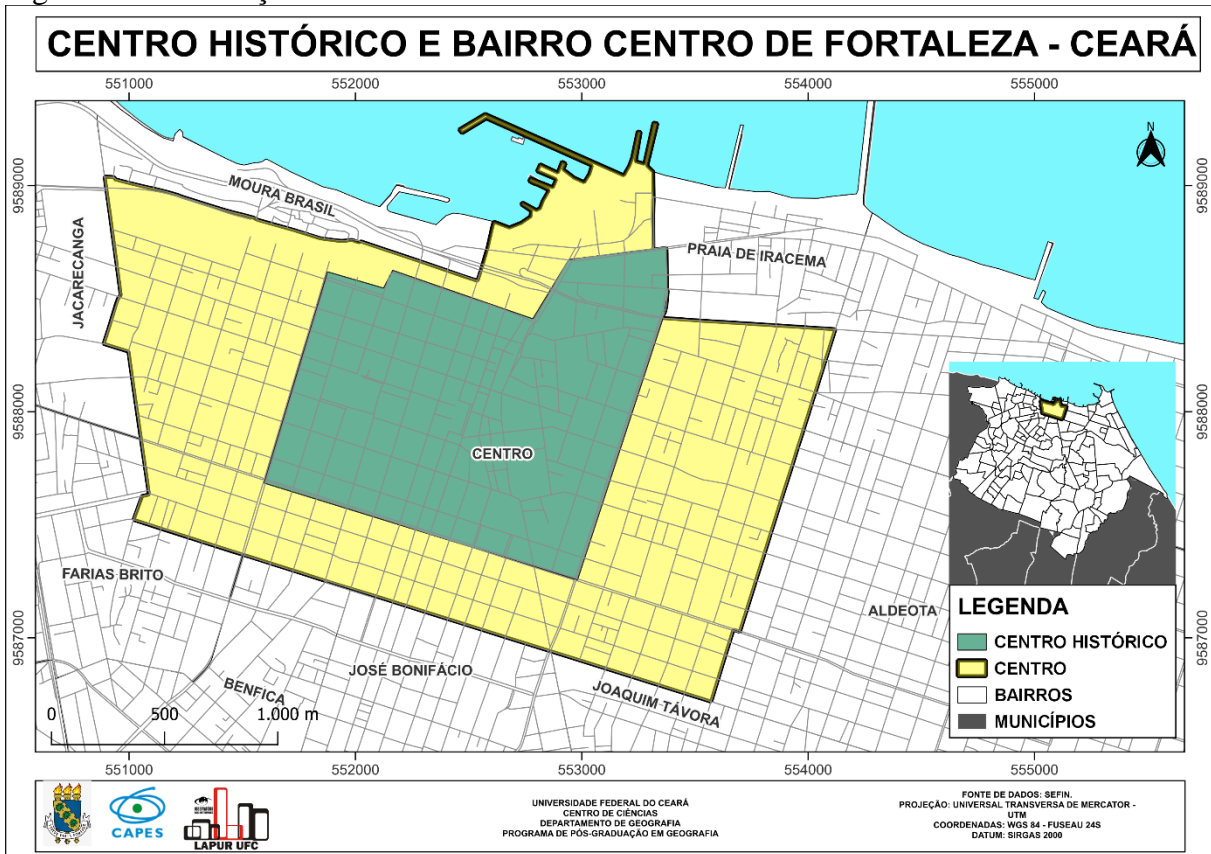 CENTRO HISTÓRICO E BAIRRO CENTRO DE FORTALEZA - CEARÁ
551000
552000
553000
554000
555000
9589000
9589000
MOURA BRASIL
PRAIA DE IRACEMA
JACARECANGA
9588000
9588000
CENTRO
FARIAS BRITO
ALDEOTA
9587000
9587000
JOSÉ BONIFÁCIO
BENFICA
JOAQUIM TÁVORA
0 500 1.000 m
N
LEGENDA
CENTRO HISTÓRICO
CENTRO
BAIRROS
MUNICÍPIOS
551000
552000
553000
554000
555000
CAPES
LAPUR UFC
UNIVERSIDADE FEDERAL DO CEARÁ
CENTRO DE CIÊNCIAS
DEPARTAMENTO DE GEOGRAFIA
PROGRAMA DE PÓS-GRADUAÇÃO EM GEOGRAFIA
FONTE DE DADOS: SEFIN.
PROJEÇÃO: UNIVERSAL TRANSVERSA DE MERCATOR -
UTM
COORDENADAS: WGS 84 - FUSEAU 24S
DATUM: SIRGAS 2000